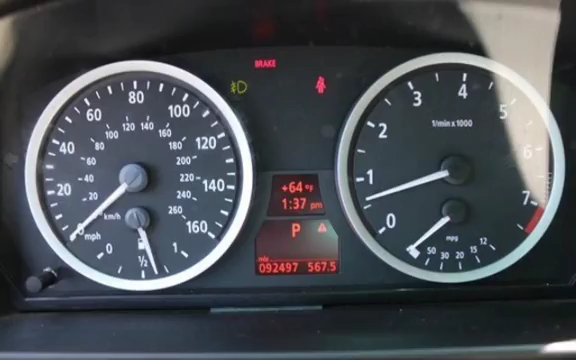 BRAKE
80
60
100
40
120
20
140
0
160
mph
120 140
100 160
80 180
60 200
40 220
20 240
km/h 260
0 ½ 1
+64 °F
1:37 pm
P
mls
092497 567.5
4
3
5
2
6
1
7
0
1/min x 1000
mpg
50 30 20 15 12